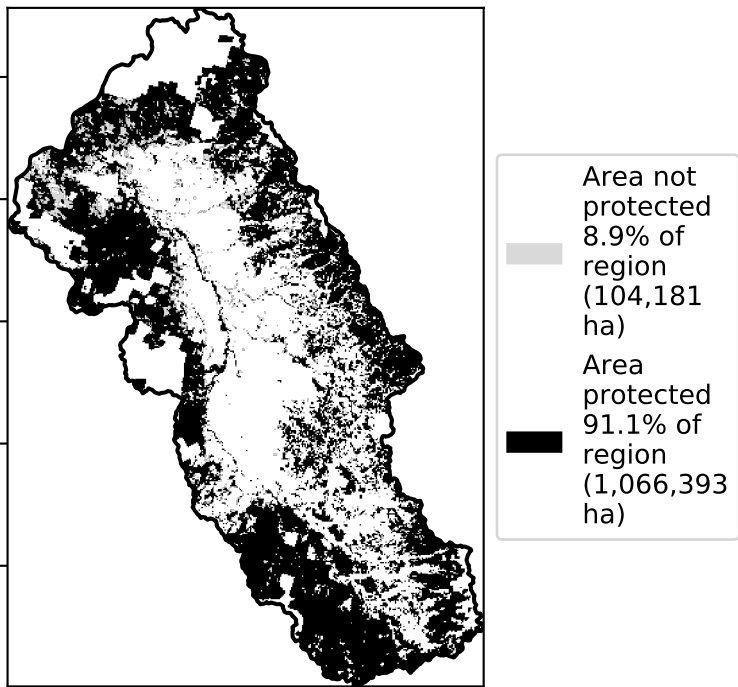 Area not
protected
8.9% of
region
(104,181
ha)
Area
protected
91.1% of
region
(1,066,393
ha)